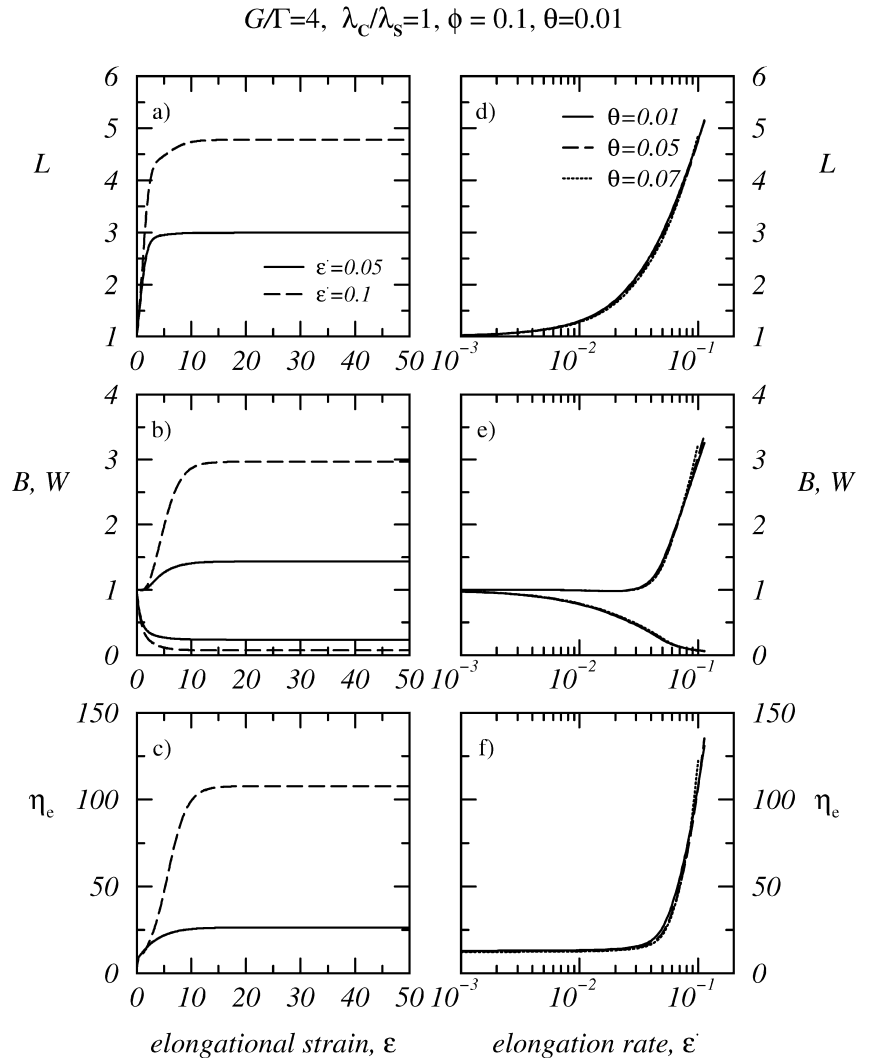 G/Γ=4, λc/λs=1, ϕ = 0.1, θ=0.01
6
5
4
3
2
1
L
a)
ε˙=0.05
ε˙=0.1
0 10 20 30 40 50
d)
θ=0.01
θ=0.05
θ=0.07
10⁻³ 10⁻² 10⁻¹
6
5
4
3
2
1
L
4
3
2
1
0
B, W
b)
0 10 20 30 40 50
e)
10⁻³ 10⁻² 10⁻¹
4
3
2
1
0
B, W
150
100
50
0
ηe
c)
0 10 20 30 40 50
elongational strain, ε
f)
10⁻³ 10⁻² 10⁻¹
elongation rate, ε˙
150
100
50
0
ηe